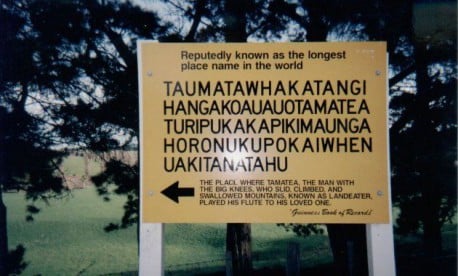 Reputedly known as the longest
place name in the world
TAUMATAWHAKATANGI
HANGAKOAUAUOTAMATEA
TURIPUKAKAPIKIMAUNGA
HORONUKUPOKAIWHEN
UAKITANATAHU
THE PLACE WHERE TAMATEA, THE MAN WITH
THE BIG KNEES, WHO SLID, CLIMBED, AND
SWALLOWED MOUNTAINS, KNOWN AS LANDEATER,
PLAYED HIS FLUTE TO HIS LOVED ONE.
'Guinness Book of Records'